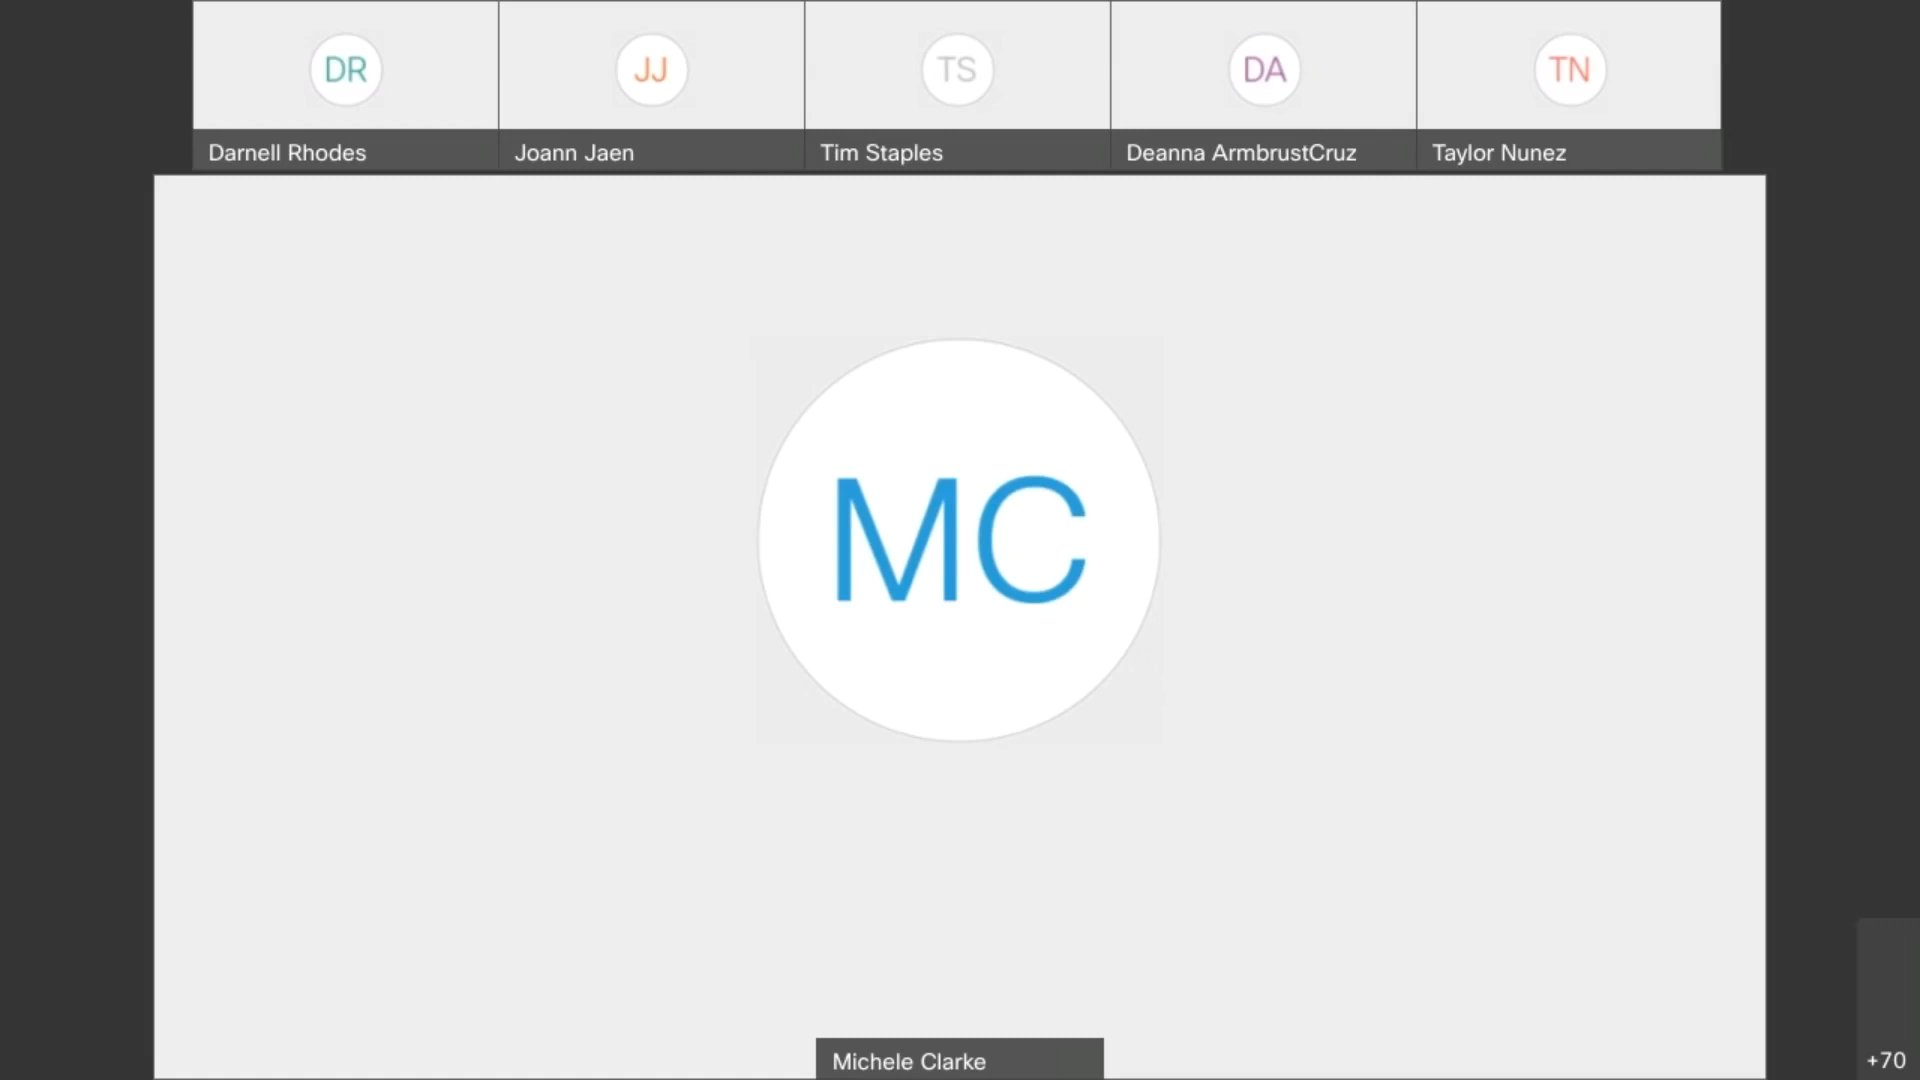 DR
JJ
TS
DA
TN
Darnell Rhodes
Joann Jaen
Tim Staples
Deanna ArmbrustCruz
Taylor Nunez
MC
Michele Clarke
+70